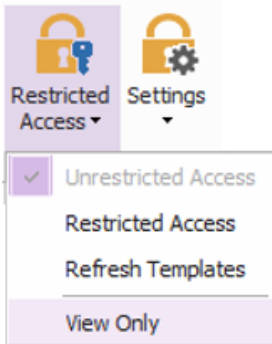 Restricted
Access
Settings
Unrestricted Access
Restricted Access
Refresh Templates
View Only